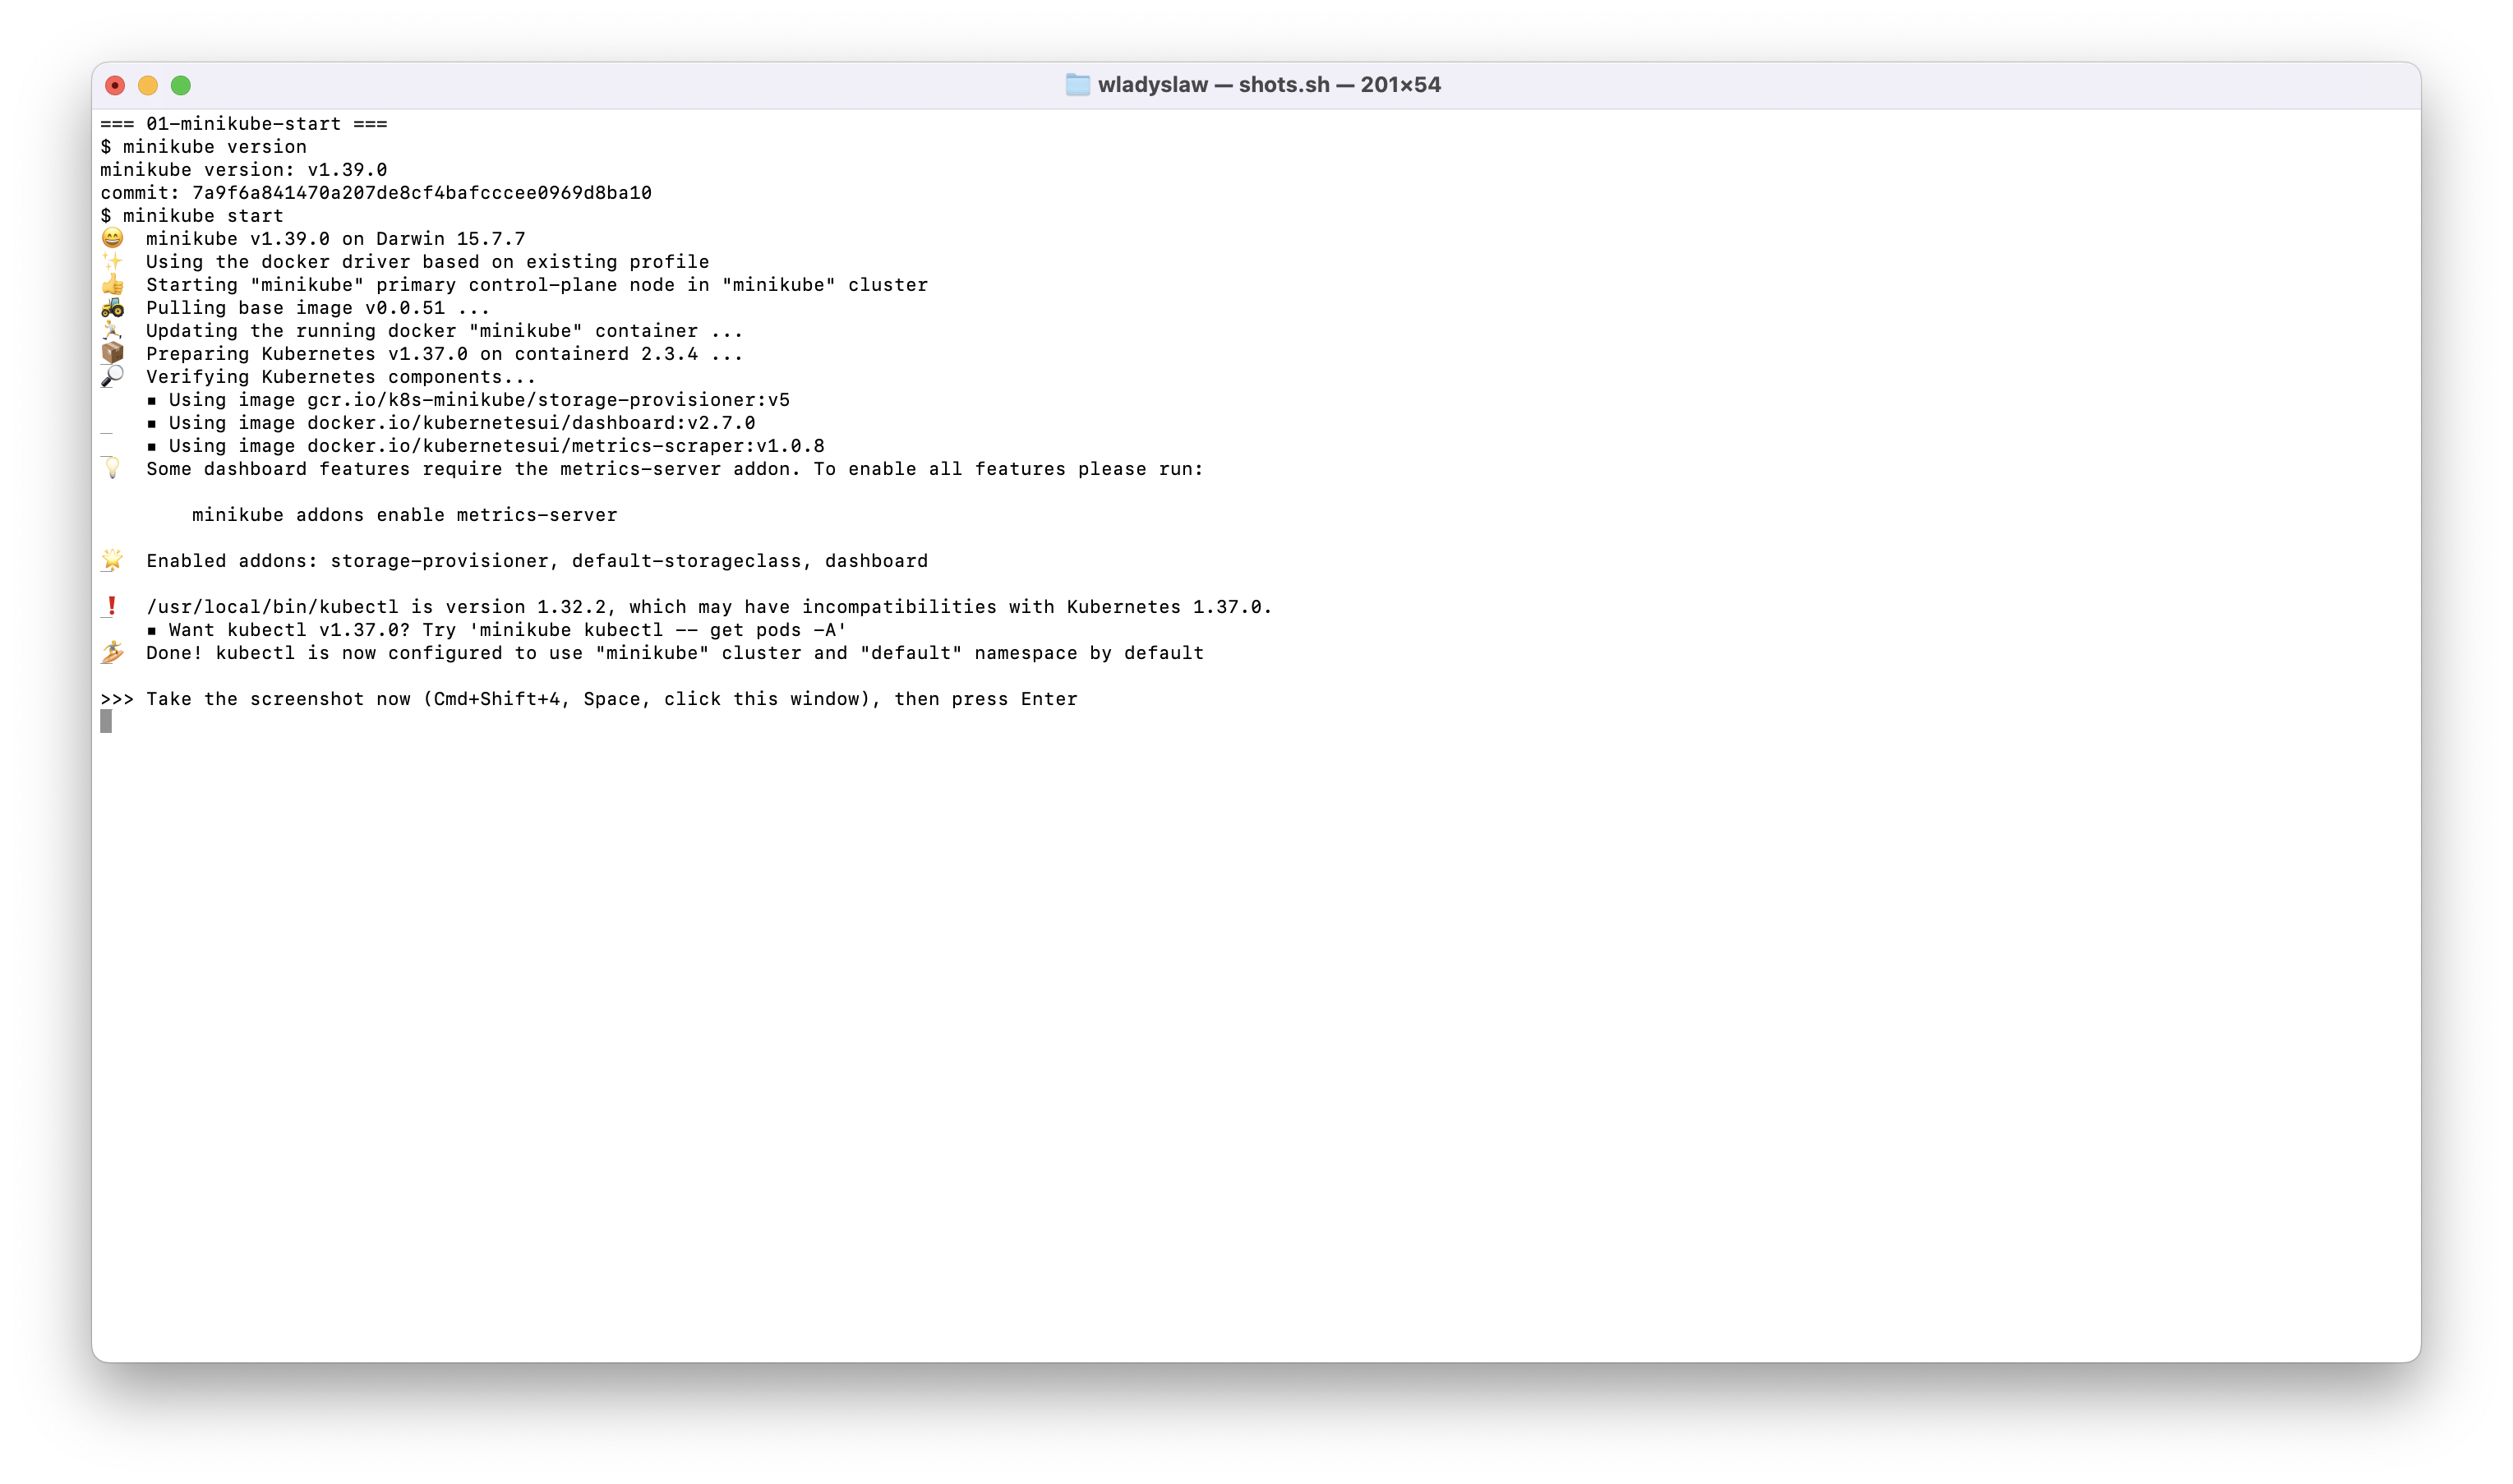 wladyslaw — shots.sh — 201×54
=== 01-minikube-start ===
$ minikube version
minikube version: v1.39.0
commit: 7a9f6a841470a207de8cf4bafcccee0969d8ba10
$ minikube start
😄  minikube v1.39.0 on Darwin 15.7.7
✨  Using the docker driver based on existing profile
👍  Starting "minikube" primary control-plane node in "minikube" cluster
🚜  Pulling base image v0.0.51 ...
🏃  Updating the running docker "minikube" container ...
📦  Preparing Kubernetes v1.37.0 on containerd 2.3.4 ...
🔎  Verifying Kubernetes components...
    ▪ Using image gcr.io/k8s-minikube/storage-provisioner:v5
    ▪ Using image docker.io/kubernetesui/dashboard:v2.7.0
    ▪ Using image docker.io/kubernetesui/metrics-scraper:v1.0.8
💡  Some dashboard features require the metrics-server addon. To enable all features please run:
        minikube addons enable metrics-server
🌟  Enabled addons: storage-provisioner, default-storageclass, dashboard
❗  /usr/local/bin/kubectl is version 1.32.2, which may have incompatibilities with Kubernetes 1.37.0.
    ▪ Want kubectl v1.37.0? Try 'minikube kubectl -- get pods -A'
🏄  Done! kubectl is now configured to use "minikube" cluster and "default" namespace by default
>>> Take the screenshot now (Cmd+Shift+4, Space, click this window), then press Enter